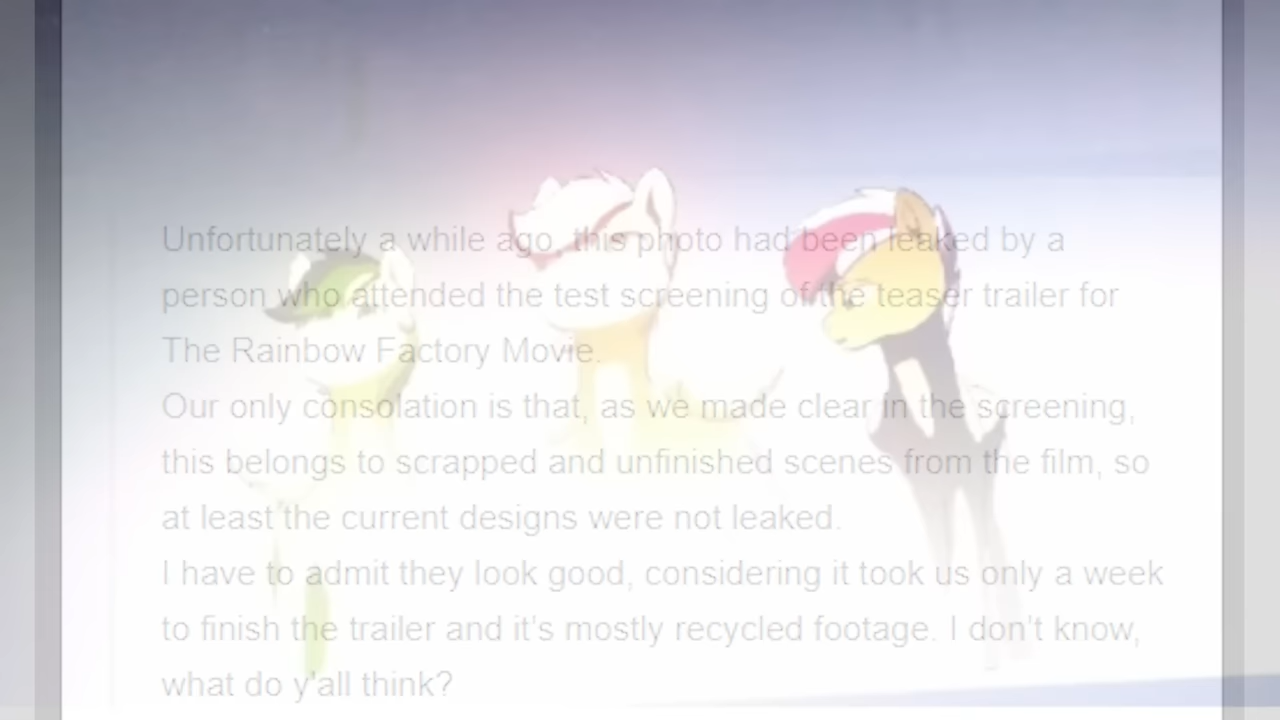 Unfortunately a while ago, this photo had been leaked by a
person who attended the test screening of the teaser trailer for
The Rainbow Factory Movie.
Our only consolation is that, as we made clear in the screening,
this belongs to scrapped and unfinished scenes from the film, so
at least the current designs were not leaked.
I have to admit they look good, considering it took us only a week
to finish the trailer and it's mostly recycled footage. I don't know,
what do y'all think?